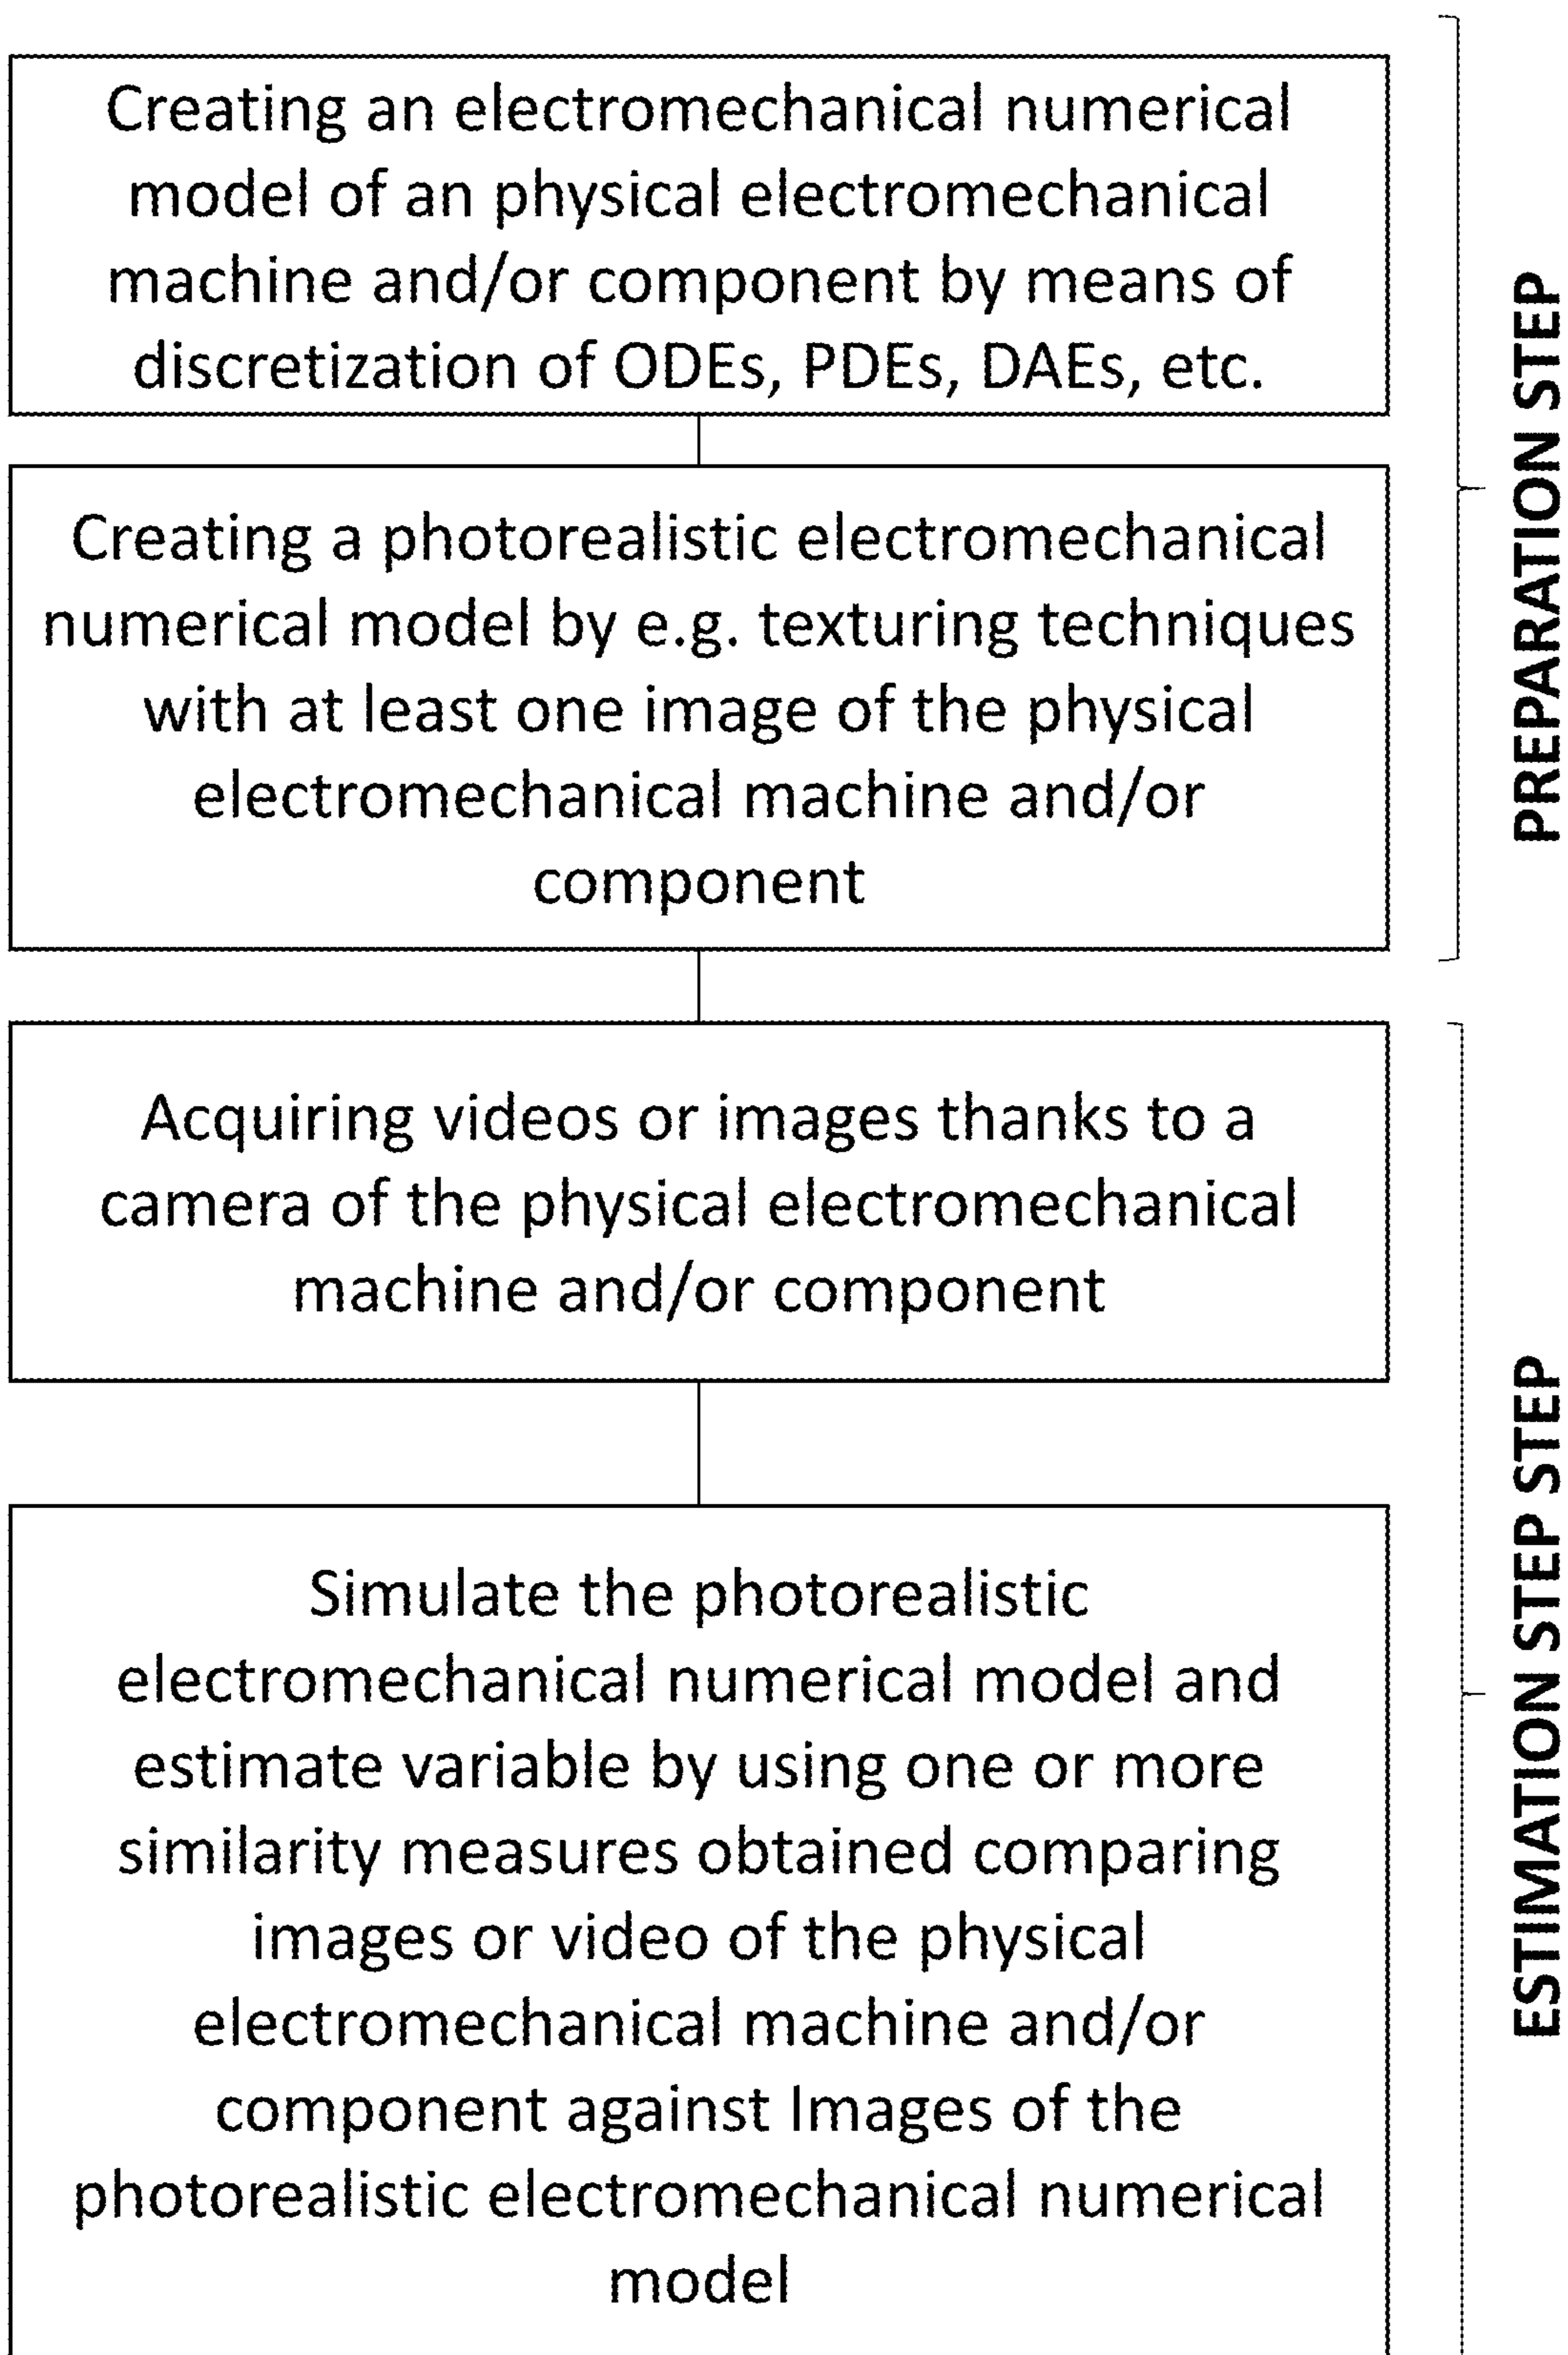 Creating an electromechanical numerical
model of an physical electromechanical
machine and/or component by means of
discretization of ODEs, PDEs, DAEs, etc.
Creating a photorealistic electromechanical
numerical model by e.g. texturing techniques
with at least one image of the physical
electromechanical machine and/or
component
PREPARATION STEP
Acquiring videos or images thanks to a
camera of the physical electromechanical
machine and/or component
Simulate the photorealistic
electromechanical numerical model and
estimate variable by using one or more
similarity measures obtained comparing
images or video of the physical
electromechanical machine and/or
component against Images of the
photorealistic electromechanical numerical
model
ESTIMATION STEP STEP